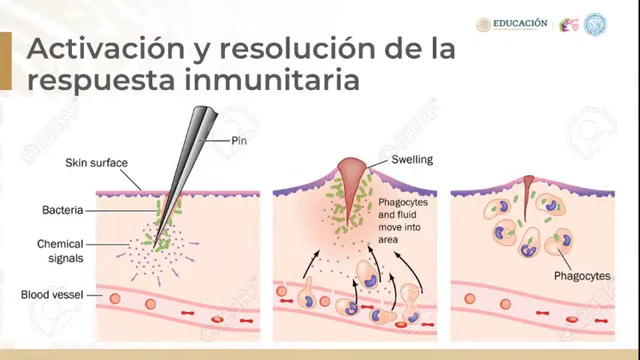 EDUCACIÓN
Activación y resolución de la
respuesta inmunitaria
Pin
Skin surface
Bacteria
Chemical
signals
Blood vessel
Swelling
Phagocytes
and fluid
move into
area
Phagocytes